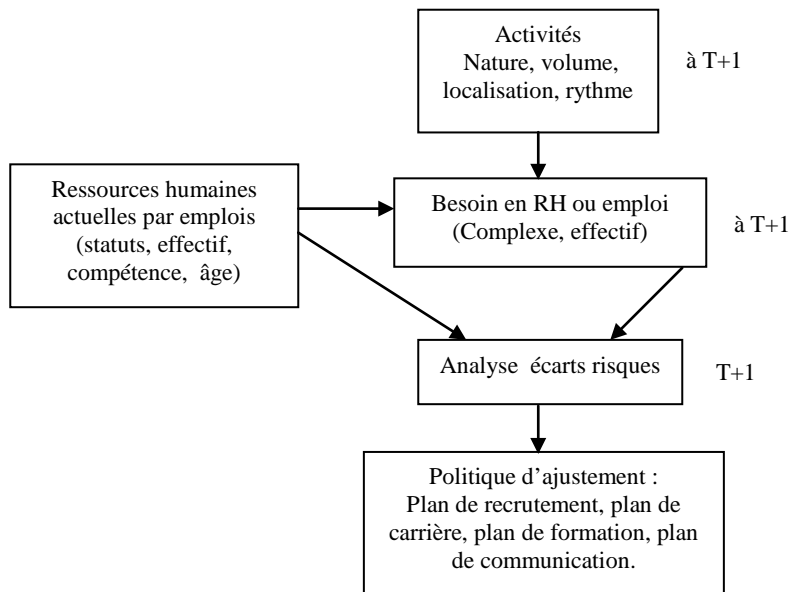 Activités
Nature, volume,
localisation, rythme
à T+1
Ressources humaines
actuelles par emplois
(statuts, effectif,
compétence, âge)
Besoin en RH ou emploi
(Complexe, effectif)
à T+1
Analyse écarts risques
T+1
Politique d’ajustement :
Plan de recrutement, plan de
carrière, plan de formation, plan
de communication.